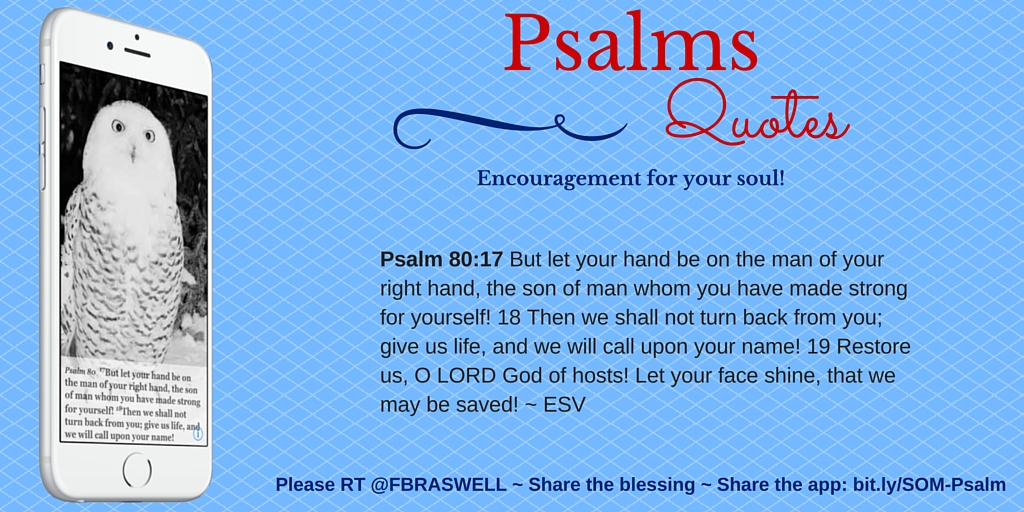 Psalms
Quotes
Encouragement for your soul!
Psalm 80:17 But let your hand be on the man of your
right hand, the son of man whom you have made strong
for yourself! 18 Then we shall not turn back from you;
give us life, and we will call upon your name! 19 Restore
us, O LORD God of hosts! Let your face shine, that we
may be saved! ~ ESV
Psalm 80 17But let your hand be on
the man of your right hand, the son
of man whom you have made strong
for yourself! 18Then we shall not
turn back from you; give us life, and
we will call upon your name!
Please RT @FBRASWELL ~ Share the blessing ~ Share the app: bit.ly/SOM-Psalm